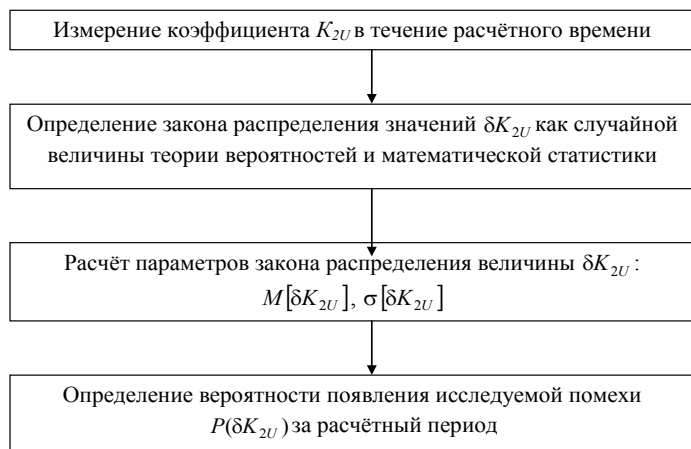 Измерение коэффициента K2U в течение расчётного времени
Определение закона распределения значений δK2U как случайной
величины теории вероятностей и математической статистики
Расчёт параметров закона распределения величины δK2U :
M[δK2U], σ[δK2U]
Определение вероятности появления исследуемой помехи
P(δK2U) за расчётный период